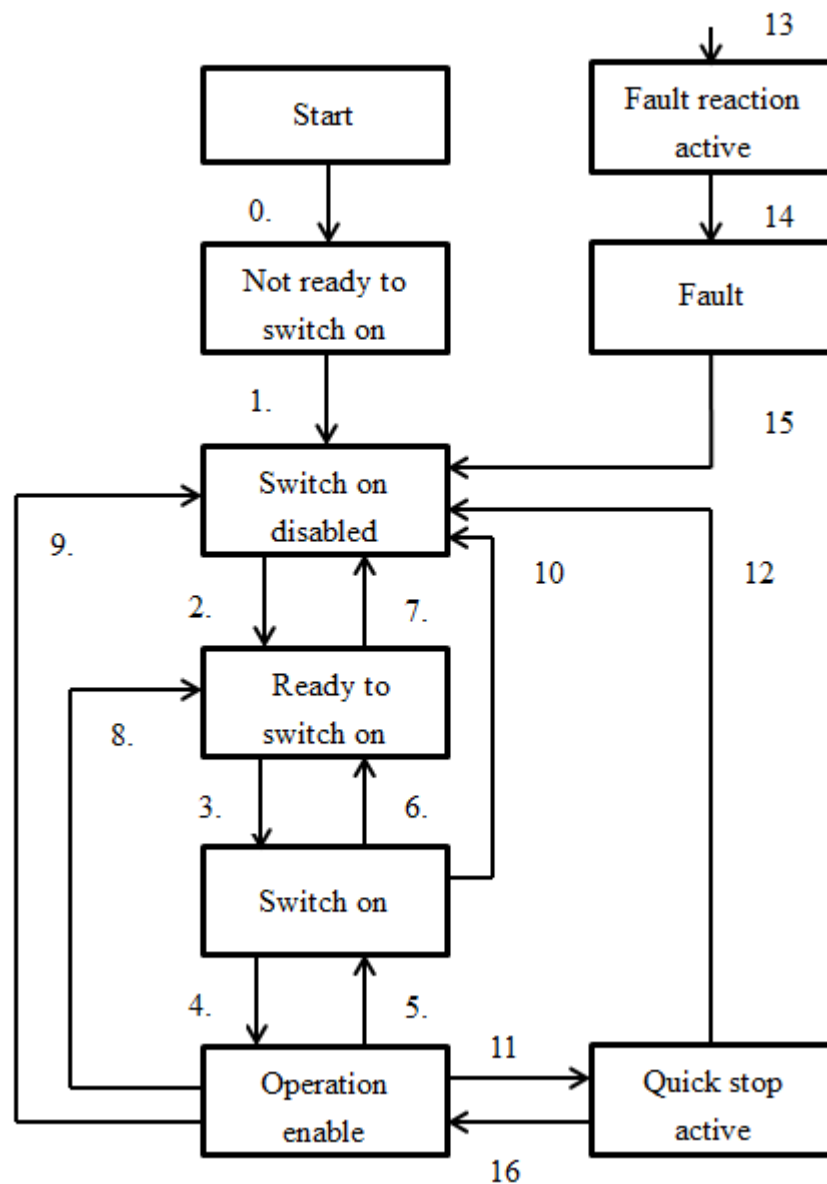 13
Start
Fault reaction
active
0.
14
Not ready to
switch on
Fault
1.
15
Switch on
disabled
9.
10
12
2.
7.
Ready to
switch on
8.
3.
6.
Switch on
4.
5.
11
Operation
enable
Quick stop
active
16